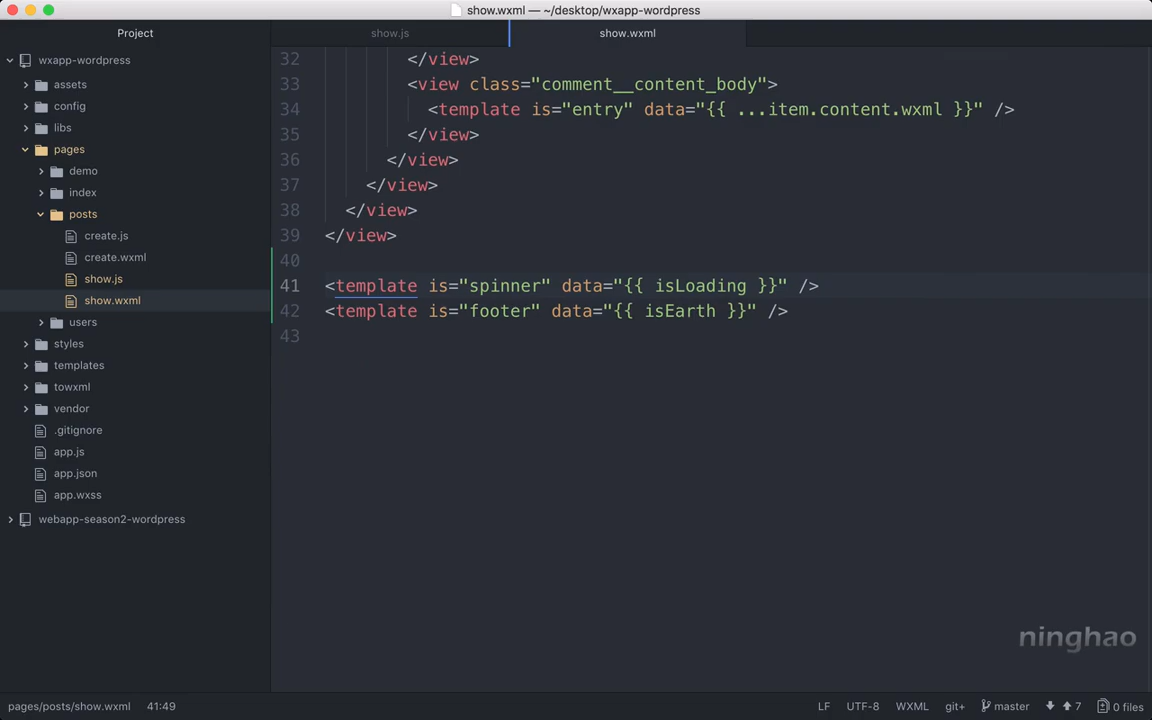 show.wxml — ~/desktop/wxapp-wordpress
Project
show.js
show.wxml
wxapp-wordpress
assets
config
libs
pages
demo
index
posts
create.js
create.wxml
show.js
show.wxml
users
styles
templates
towxml
vendor
.gitignore
app.js
app.json
app.wxss
webapp-season2-wordpress
32 </view>
33 <view class="comment__content_body">
34 <template is="entry" data="{{ ...item.content.wxml }}" />
35 </view>
36 </view>
37 </view>
38 </view>
39 </view>
40
41 <template is="spinner" data="{{ isLoading }}" />
42 <template is="footer" data="{{ isEarth }}" />
43
ninghao
pages/posts/show.wxml 41:49 LF UTF-8 WXML git+ master 7 0 files